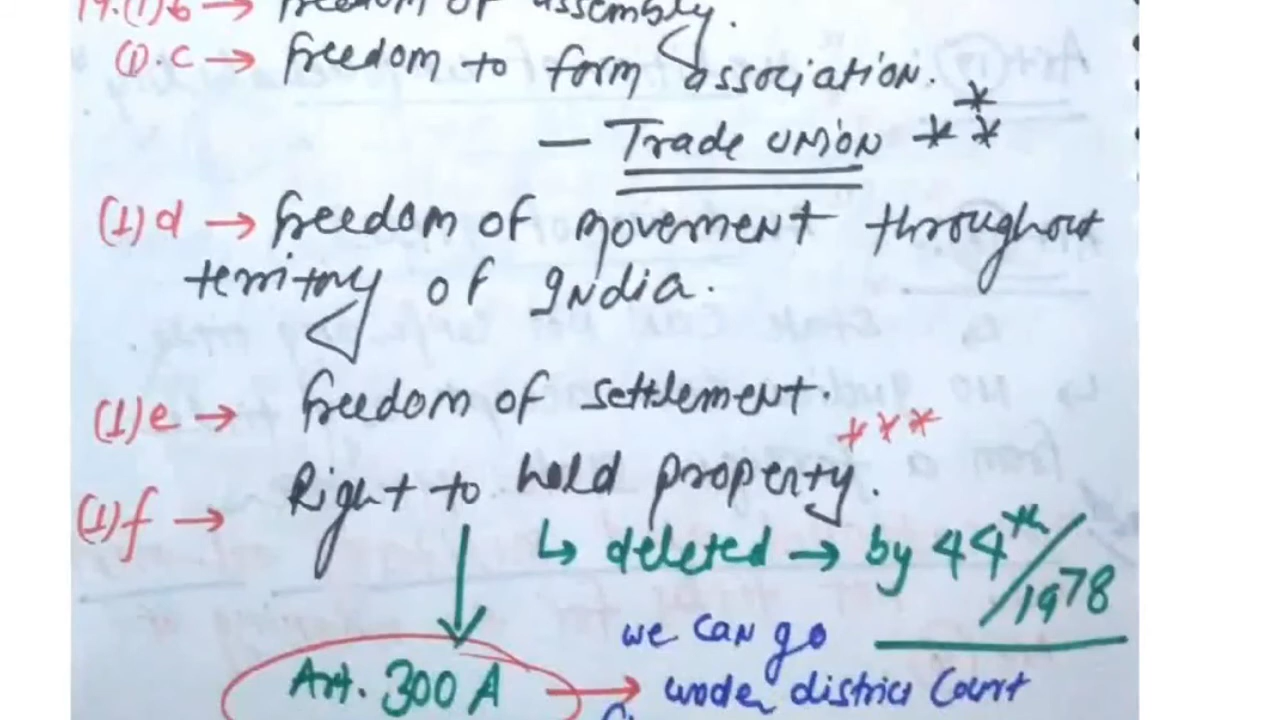 19.(1)b → freedom of assembly.
(1).c → freedom to form association.
— Trade union ***
(1)d → freedom of movement throughout
territory of India.
(1)e → freedom of settlement.
(1)f → Right to hold property. ***
↳ deleted → by 44th/1978
we can go
Art. 300 A → under district Court